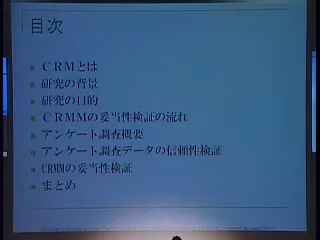 目次
ＣＲＭとは
研究の背景
研究の目的
ＣＲＭＭの妥当性検証の流れ
アンケート調査概要
アンケート調査データの信頼性検証
CRMMの妥当性検証
まとめ